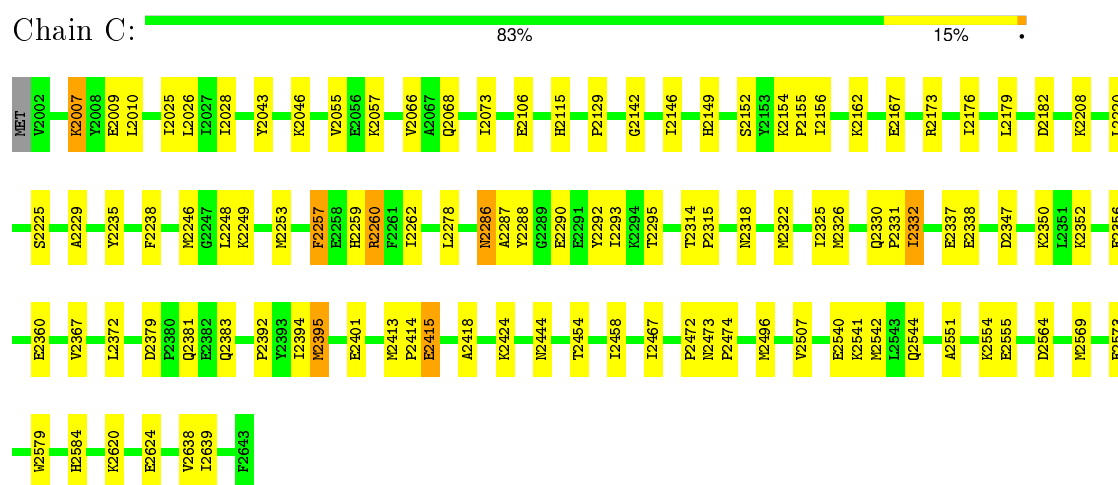 Chain C:
83% 15% •
MET V2002 K2007 Y2008 E2009 L2010 I2025 L2026 I2027 I2028 Y2043 K2046 V2055 E2056 K2057 V2066 A2067 Q2068 I2073 E2106 H2115 P2129 G2142 I2146 H2149 S2152 Y2153 K2154 P2155 I2156 K2162 E2167 R2173 I2176 L2179 D2182 K2208
S2225 A2229 Y2235 F2238 M2246 G2247 L2248 K2249 M2253 F2257 E2258 H2259 R2260 F2261 I2262 L2278 N2286 A2287 Y2288 G2289 E2290 E2291 Y2292 I2293 K2294 T2295 T2314 P2315 N2318 M2322 I2325 M2326 Q2330 P2331 I2332 E2337 E2338 D2347 K2350 L2351 K2352
E2360 V2367 L2372 D2379 P2380 Q2381 E2382 Q2383 P2392 Y2393 I2394 M2395 E2401 M2413 P2414 E2415 A2418 K2424 N2444 T2454 I2458 I2467 P2472 N2473 P2474 M2496 V2507 E2540 K2541 M2542 L2543 Q2544 A2551 K2554 E2555 D2564 M2569
W2579 H2584 K2620 E2624 V2638 I2639 F2643